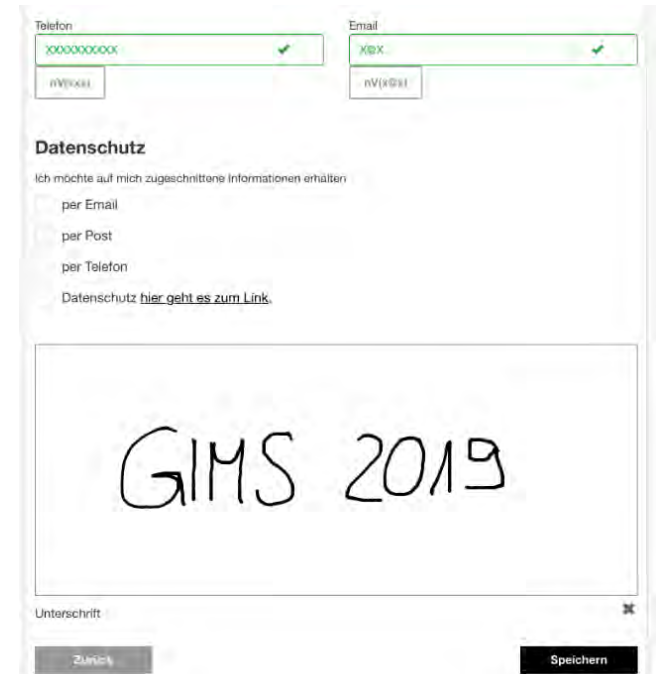 Telefon
Email
XXXXXXXXXX
X@X
nV(xxx)
nV(x@x)
Datenschutz
Ich möchte auf mich zugeschnittene Informationen erhalten
per Email
per Post
per Telefon
Datenschutz hier geht es zum Link.
GIMS 2019
Unterschrift
Zurück
Speichern